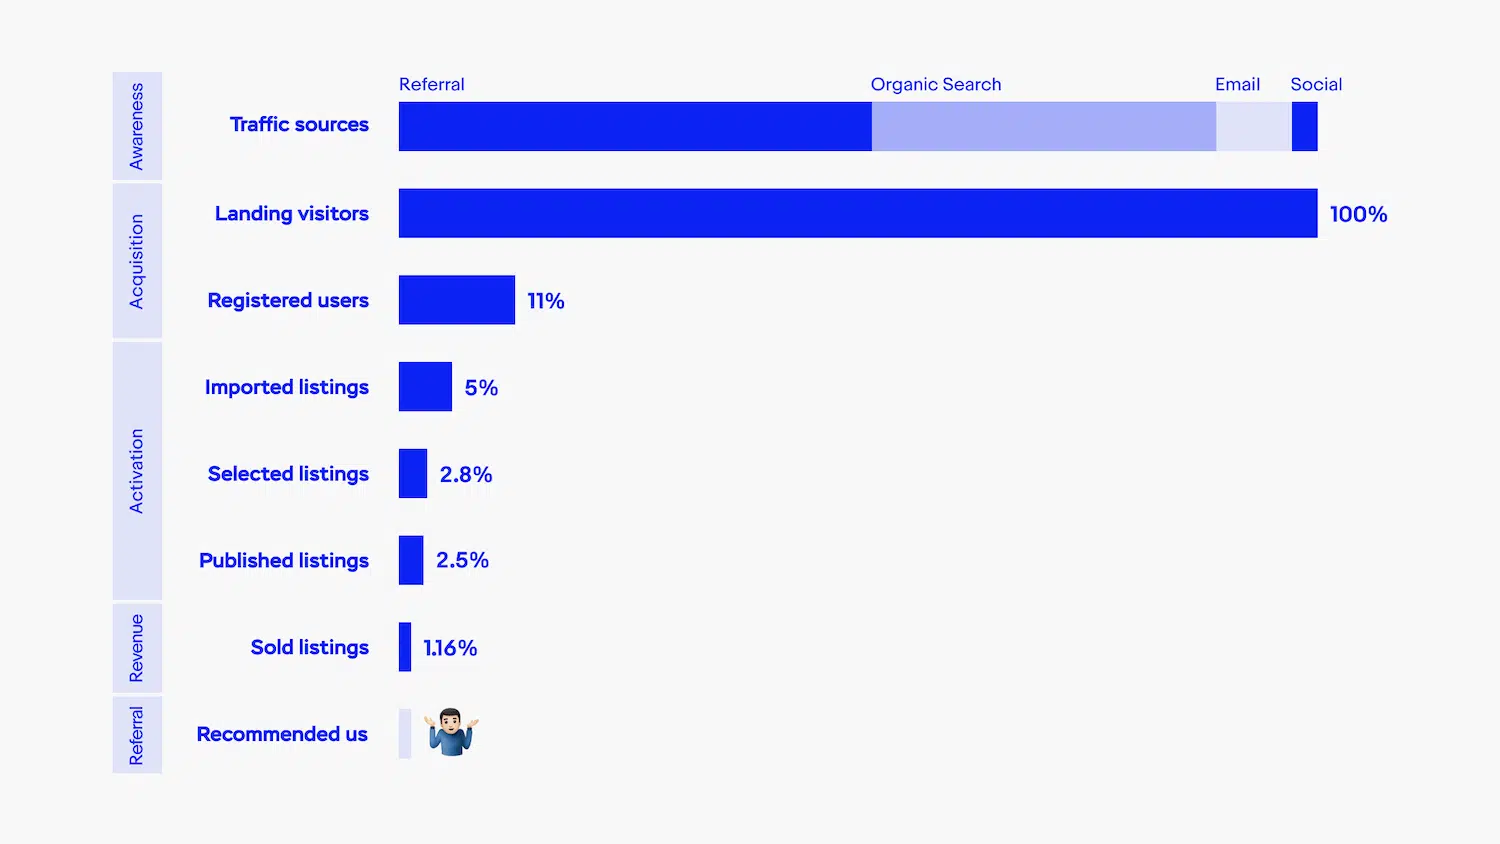 Awareness
Referral
Organic Search
Email
Social
Traffic sources
Acquisition
Landing visitors
100%
Registered users
11%
Activation
Imported listings
5%
Selected listings
2.8%
Published listings
2.5%
Revenue
Sold listings
1.16%
Referral
Recommended us